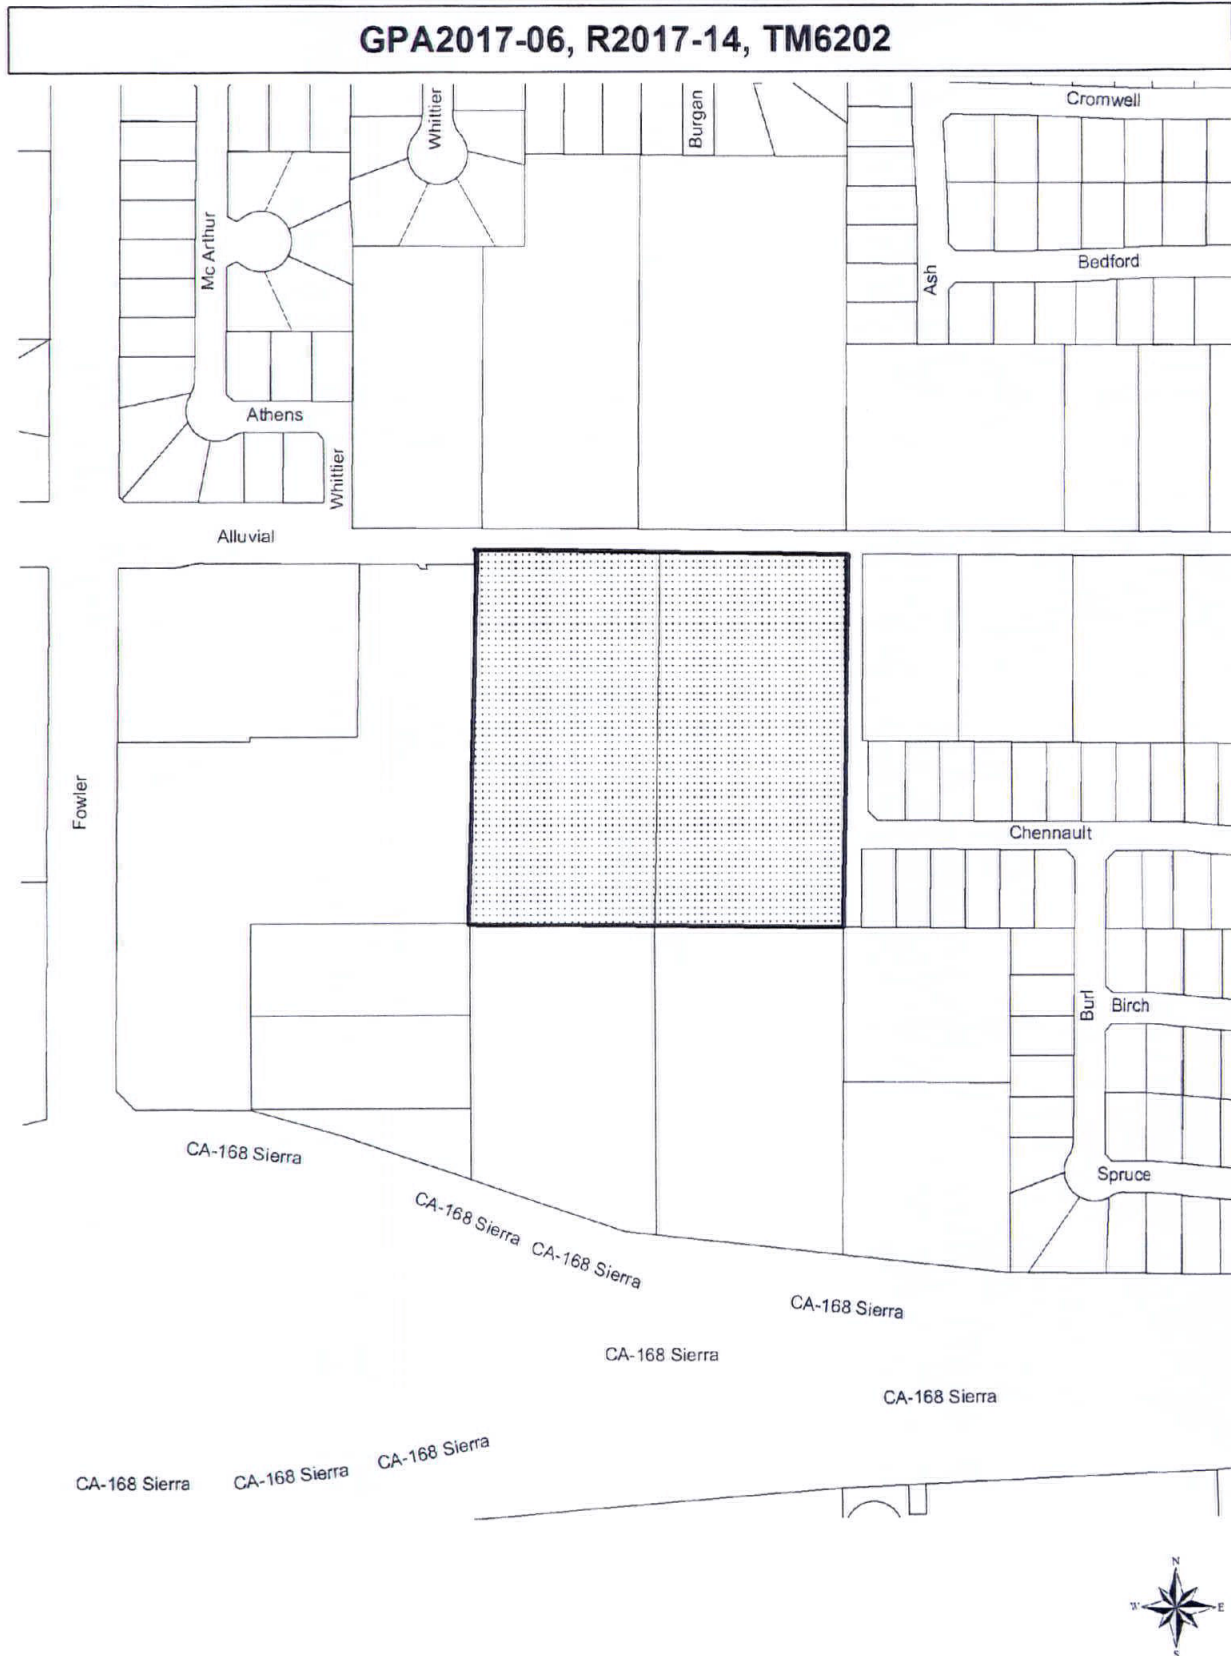 GPA2017-06, R2017-14, TM6202
Cromwell
Whittier
Burgan
Mc Arthur
Bedford
Ash
Athens
Whittier
Alluvial
Fowler
Chennault
Burl
Birch
CA-168 Sierra
Spruce
CA-168 Sierra
CA-168 Sierra
CA-168 Sierra
CA-168 Sierra
CA-168 Sierra
CA-168 Sierra
CA-168 Sierra
CA-168 Sierra
N
W
E
S